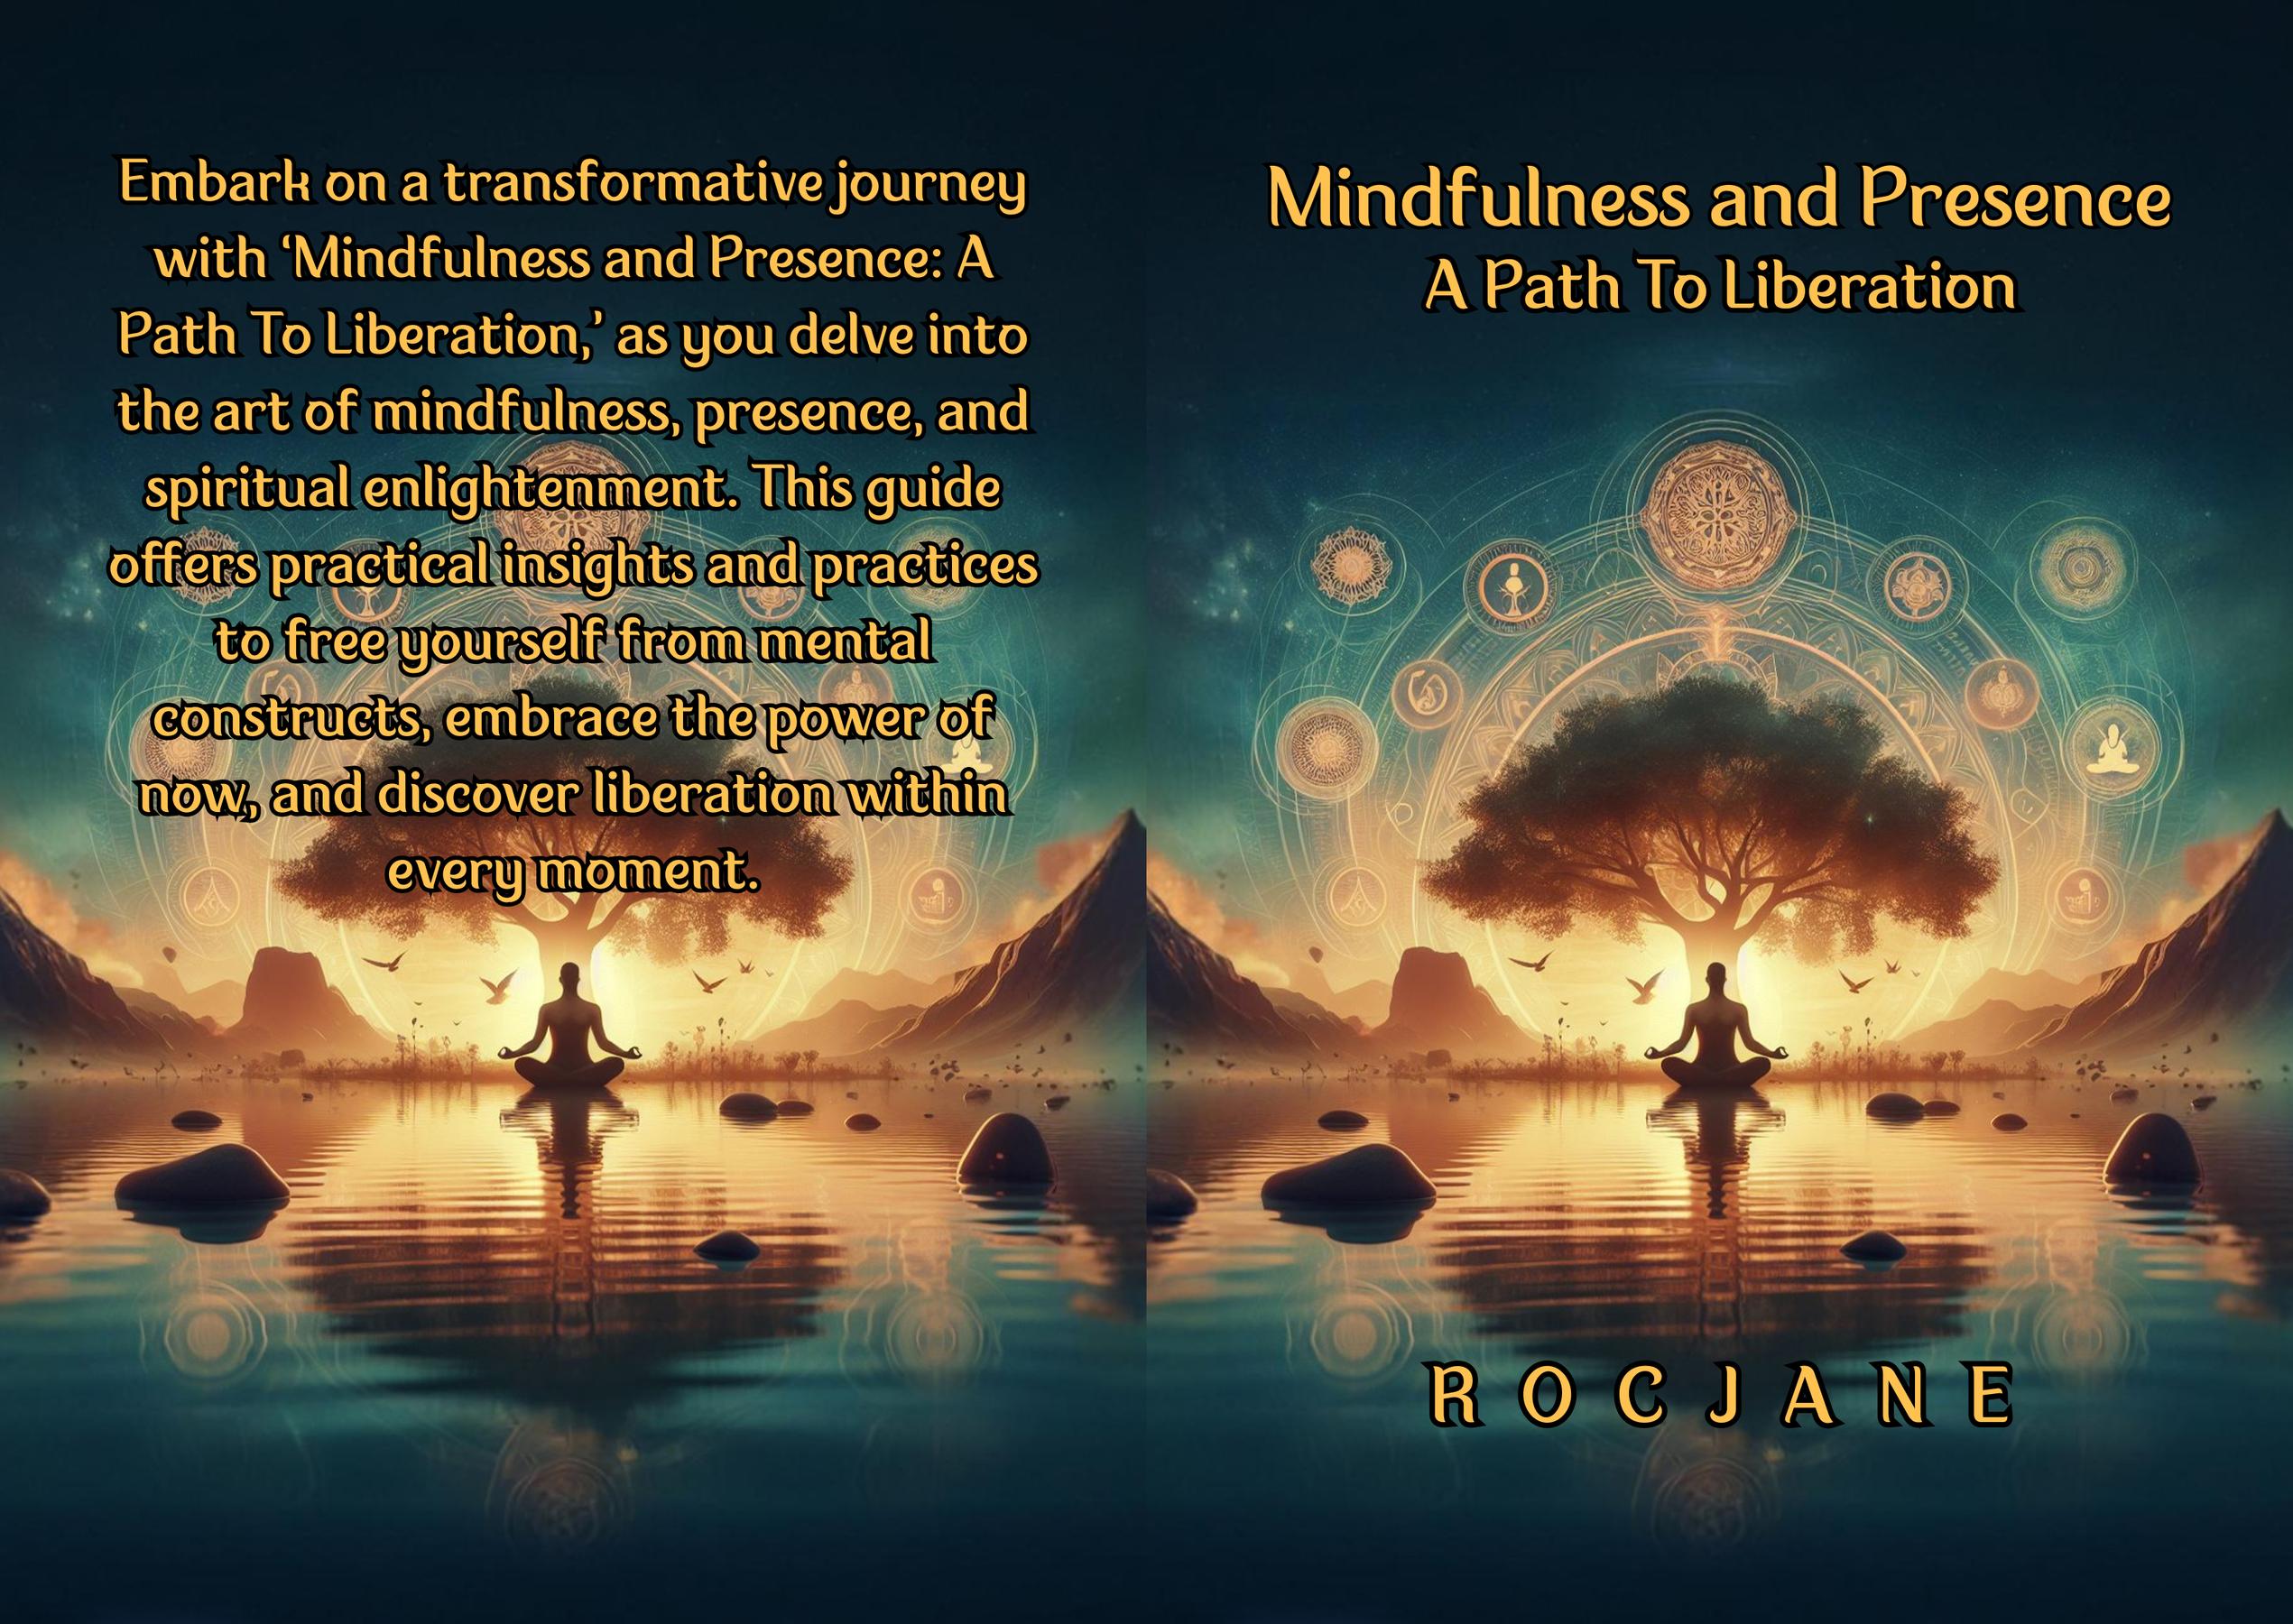 Embark on a transformative journey
with ‘Mindfulness and Presence: A
Path To Liberation,’ as you delve into
the art of mindfulness, presence, and
spiritual enlightenment. This guide
offers practical insights and practices
to free yourself from mental
constructs, embrace the power of
now, and discover liberation within
every moment.
Mindfulness and Presence
A Path To Liberation
ROCJANE